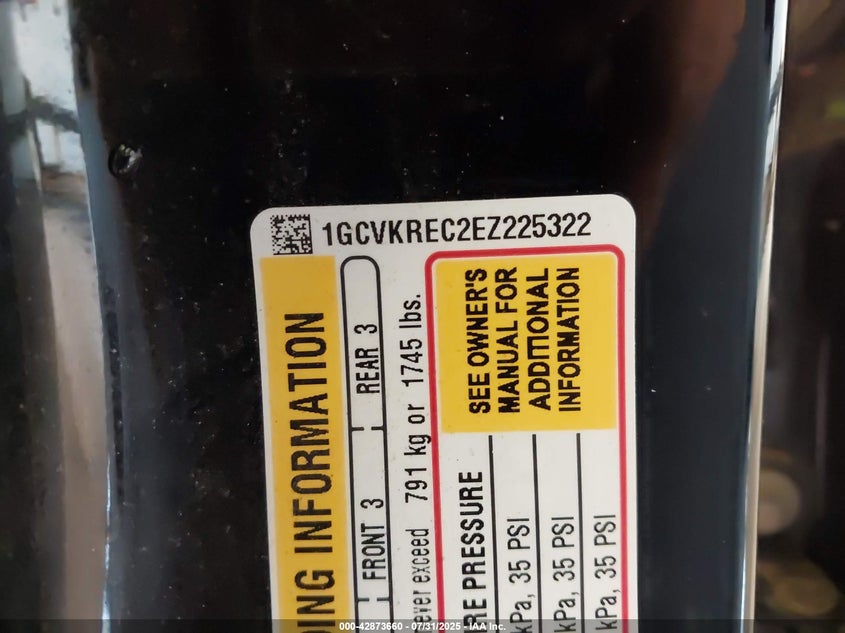 1GCVKREC2EZ225322
DING INFORMATION
FRONT 3 REAR 3
ever exceed 791 kg or 1745 lbs.
RE PRESSURE
kPa, 35 PSI
kPa, 35 PSI
kPa, 35 PSI
SEE OWNER'S
MANUAL FOR
ADDITIONAL
INFORMATION
000-42873660 - 07/31/2025 - IAA Inc.